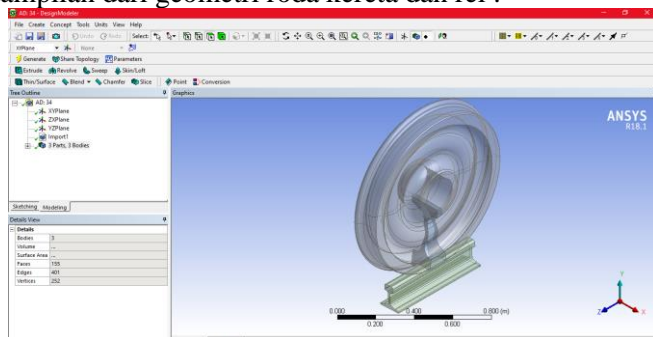 tampilan dari geometri roda kereta dan rel :
AD: 34 - DesignModeler
File Create Concept Tools Units View Help
Undo Redo Select:
XYPlane None
Generate Share Topology Parameters
Extrude Revolve Sweep Skin/Loft
Thin/Surface Blend Chamfer Slice Point Conversion
Tree Outline
Graphics
AD: 34
XYPlane
ZXPlane
YZPlane
Import1
3 Parts, 3 Bodies
ANSYS
R18.1
Sketching Modeling
Details View
Details
Bodies 3
Volume ...
Surface Area ...
Faces 155
Edges 401
Vertices 252
0.000 0.400 0.800 (m)
0.200 0.600
Y
Z X